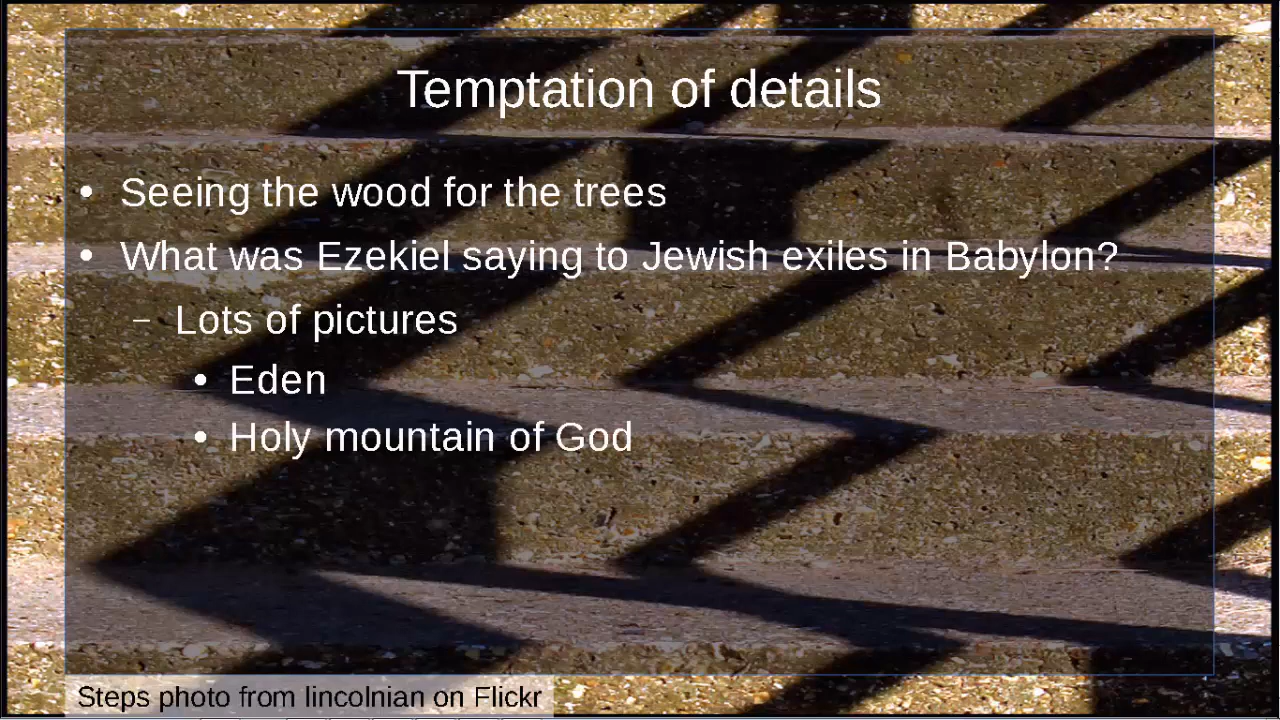 Temptation of details
• Seeing the wood for the trees
• What was Ezekiel saying to Jewish exiles in Babylon?
– Lots of pictures
• Eden
• Holy mountain of God
Steps photo from lincolnian on Flickr